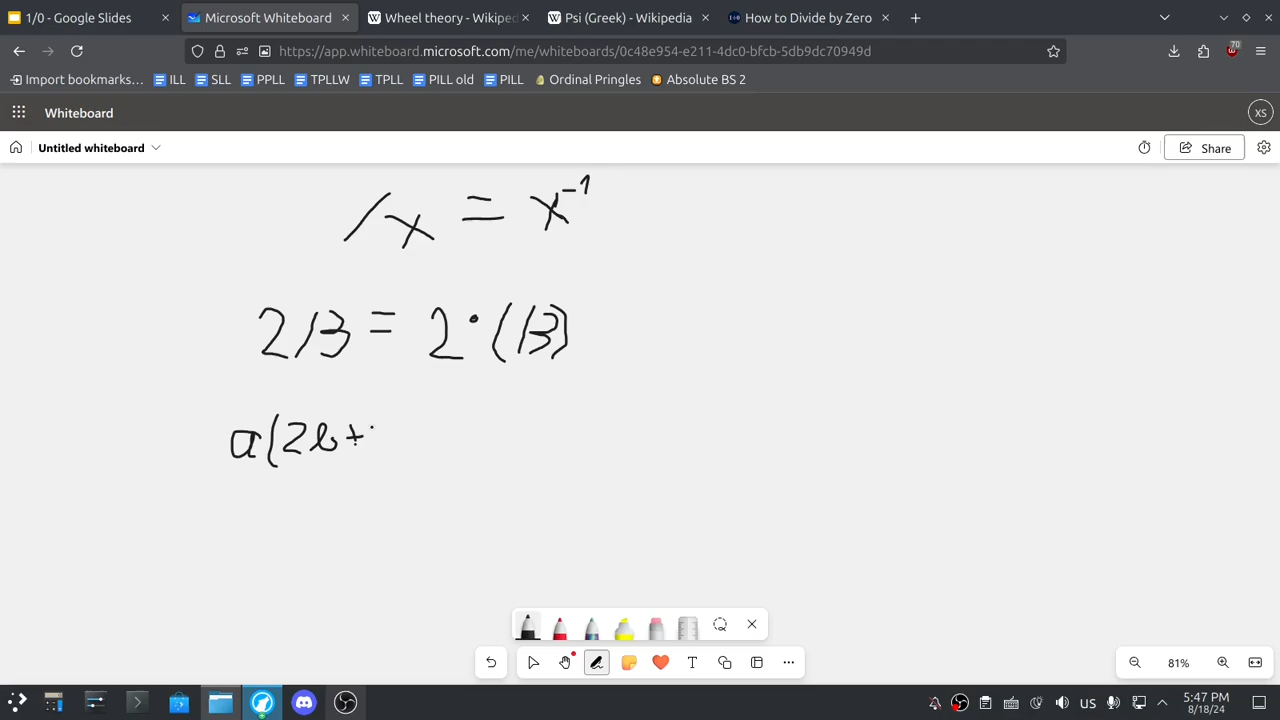 1/0 - Google Slides
Microsoft Whiteboard
Wheel theory - Wikiped
Psi (Greek) - Wikipedia
How to Divide by Zero
https://app.whiteboard.microsoft.com/me/whiteboards/0c48e954-e211-4dc0-bfcb-5db9dc70949d
70
Import bookmarks... ILL SLL PPLL TPLLW TPLL PILL old PILL Ordinal Pringles Absolute BS 2
Whiteboard
XS
Untitled whiteboard
Share
/x = x⁻¹
2/3 = 2·(/3)
a(2b+
81%
US
5:47 PM
8/18/24